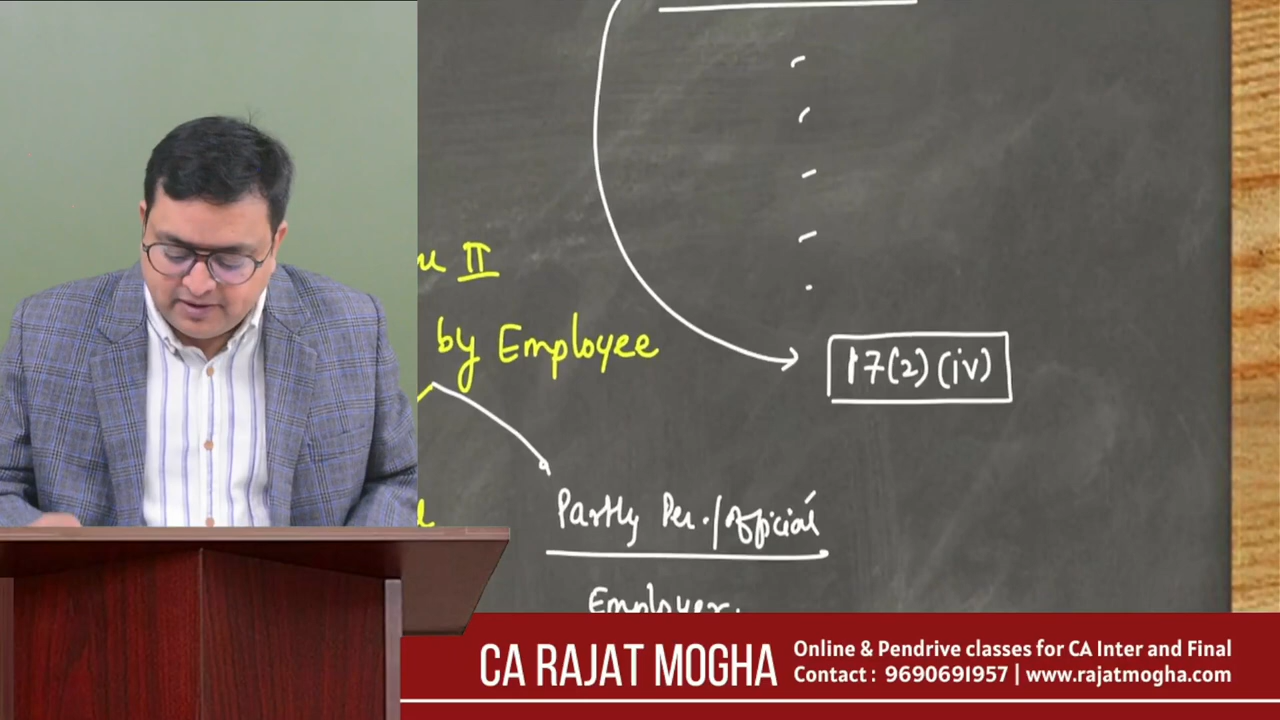 II
by Employee
17(2)(iv)
Partly Per./official
Employer.
CA RAJAT MOGHA
Online & Pendrive classes for CA Inter and Final
Contact : 9690691957 | www.rajatmogha.com